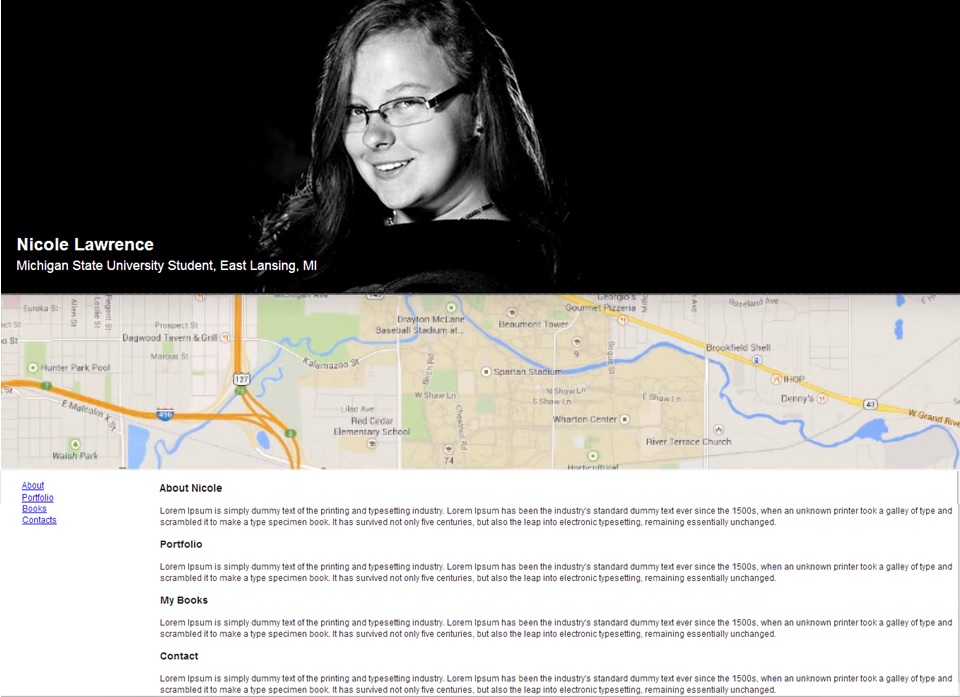 Nicole Lawrence
Michigan State University Student, East Lansing, MI
Michigan Ave
Georgio's
Gourmet Pizzeria
Roseland Ave
Eureka St
Allen St
Leslie St
Regent St
Drayton McLane
Baseball Stadium at...
Beaumont Tower
Prospect St
Dagwood Tavern & Grill
Marcus St
Kalamazoo St
Birch Rd
Bogue St
Brookfield Shell
Hunter Park Pool
127
Spartan Stadium
IHOP
W Shaw Ln
N Shaw Ln
S Shaw Ln
E Shaw Ln
Denny's
43
E Malcolm X St
496
Lilac Ave
Red Cedar
Elementary School
Chestnut Rd
Wharton Center
W Grand River
River Terrace Church
Walsh Park
74
Horticultural
About
Portfolio
Books
Contacts
About Nicole
Lorem Ipsum is simply dummy text of the printing and typesetting industry. Lorem Ipsum has been the industry's standard dummy text ever since the 1500s, when an unknown printer took a galley of type and
scrambled it to make a type specimen book. It has survived not only five centuries, but also the leap into electronic typesetting, remaining essentially unchanged.
Portfolio
Lorem Ipsum is simply dummy text of the printing and typesetting industry. Lorem Ipsum has been the industry's standard dummy text ever since the 1500s, when an unknown printer took a galley of type and
scrambled it to make a type specimen book. It has survived not only five centuries, but also the leap into electronic typesetting, remaining essentially unchanged.
My Books
Lorem Ipsum is simply dummy text of the printing and typesetting industry. Lorem Ipsum has been the industry's standard dummy text ever since the 1500s, when an unknown printer took a galley of type and
scrambled it to make a type specimen book. It has survived not only five centuries, but also the leap into electronic typesetting, remaining essentially unchanged.
Contact
Lorem Ipsum is simply dummy text of the printing and typesetting industry. Lorem Ipsum has been the industry's standard dummy text ever since the 1500s, when an unknown printer took a galley of type and
scrambled it to make a type specimen book. It has survived not only five centuries, but also the leap into electronic typesetting, remaining essentially unchanged.